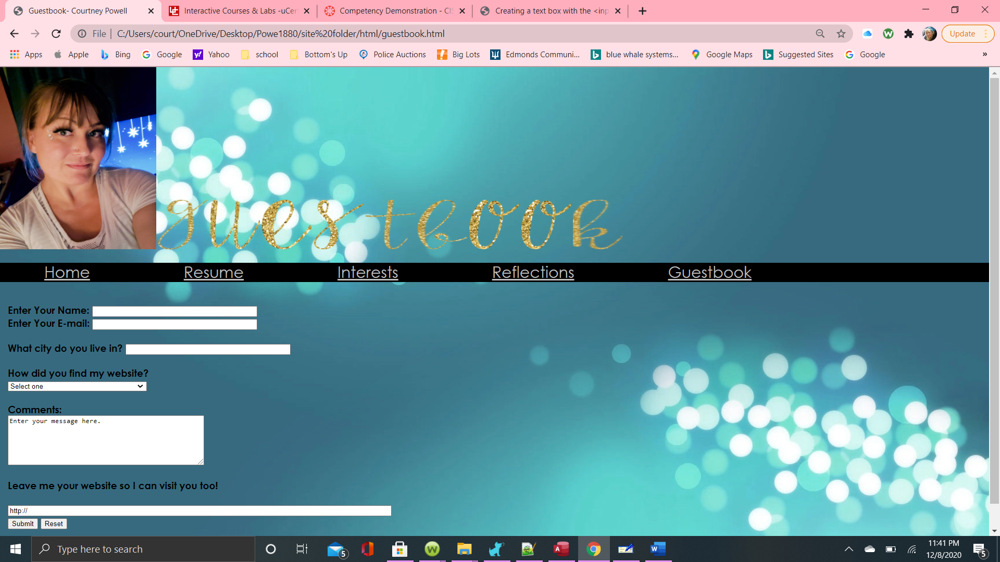 Guestbook- Courtney Powell
Interactive Courses & Labs -uCer
Competency Demonstration - CIS
Creating a text box with the <inp
File
C:/Users/court/OneDrive/Desktop/Powe1880/site%20folder/html/guestbook.html
Update
Apps
Apple
Bing
Google
Yahoo
school
Bottom's Up
Police Auctions
Big Lots
Edmonds Communi...
blue whale systems...
Google Maps
Suggested Sites
Google
»
guestbook
Home Resume Interests Reflections Guestbook
Enter Your Name:
Enter Your E-mail:
What city do you live in?
How did you find my website?
Select one
Comments:
Enter your message here.
Leave me your website so I can visit you too!
http://
Submit Reset
Type here to search
5
11:41 PM
12/8/2020
5